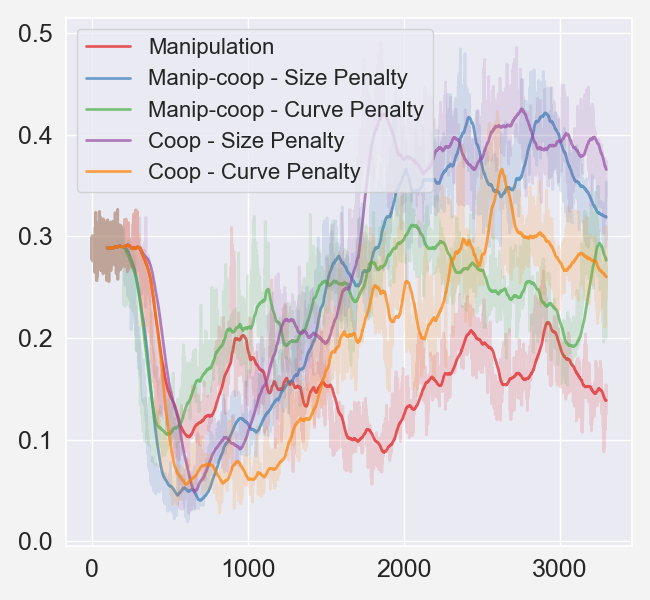 0.5
0.4
0.3
0.2
0.1
0.0
Manipulation
Manip-coop - Size Penalty
Manip-coop - Curve Penalty
Coop - Size Penalty
Coop - Curve Penalty
0 1000 2000 3000